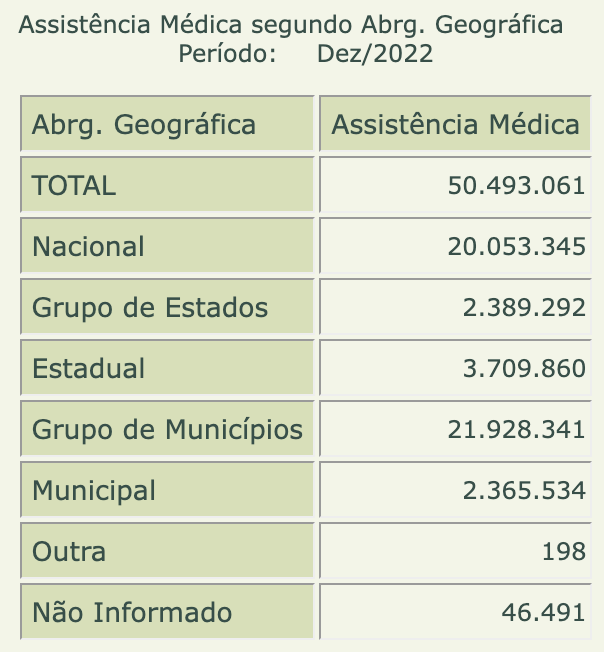 Assistência Médica segundo Abrg. Geográfica
Período: Dez/2022
Abrg. Geográfica Assistência Médica
TOTAL 50.493.061
Nacional 20.053.345
Grupo de Estados 2.389.292
Estadual 3.709.860
Grupo de Municípios 21.928.341
Municipal 2.365.534
Outra 198
Não Informado 46.491